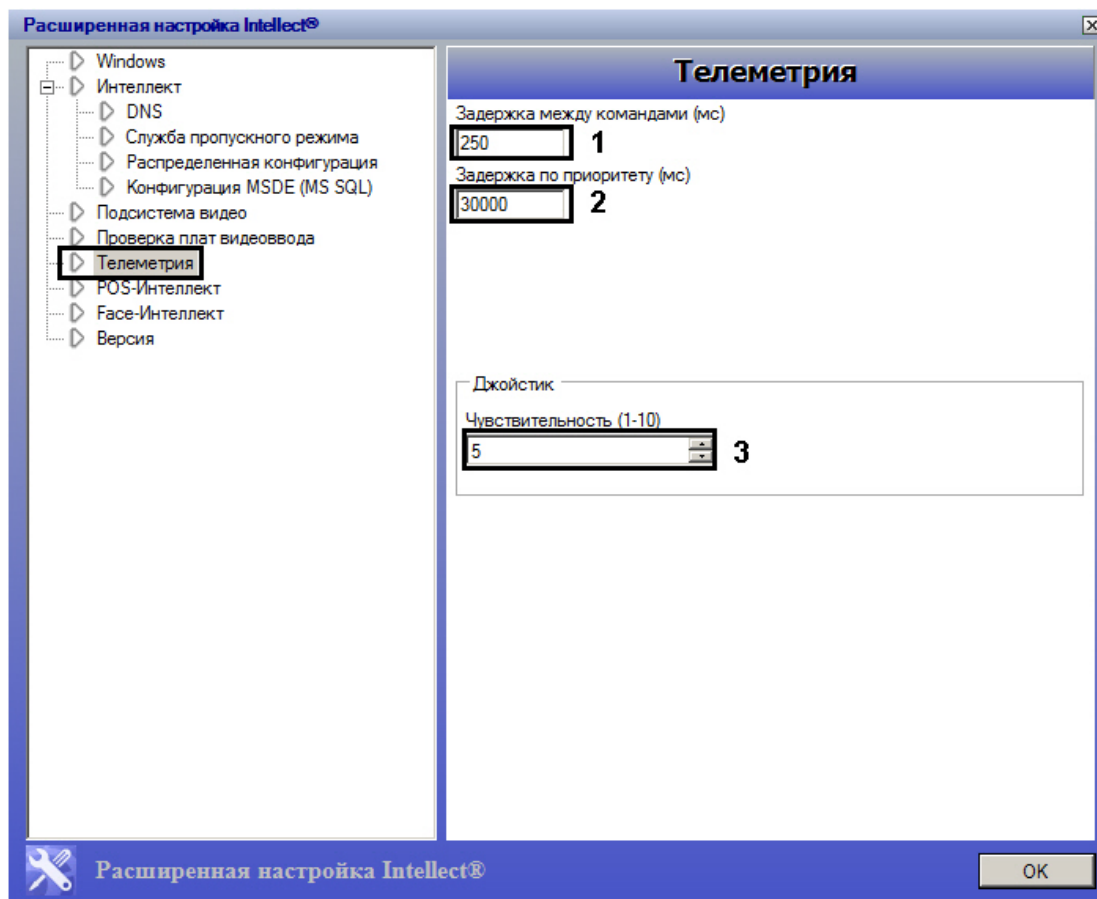 Расширенная настройка Intellect®
Windows
Интеллект
DNS
Служба пропускного режима
Распределенная конфигурация
Конфигурация MSDE (MS SQL)
Подсистема видео
Проверка плат видеоввода
Телеметрия
POS-Интеллект
Face-Интеллект
Версия
Телеметрия
Задержка между командами (мс)
250 1
Задержка по приоритету (мс)
30000 2
Джойстик
Чувствительность (1-10)
5 3
Расширенная настройка Intellect®
OK